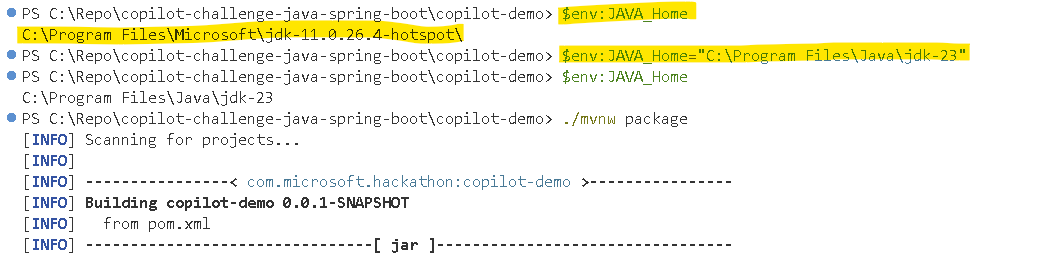 PS C:\Repo\copilot-challenge-java-spring-boot\copilot-demo> $env:JAVA_Home
C:\Program Files\Microsoft\jdk-11.0.26.4-hotspot\
PS C:\Repo\copilot-challenge-java-spring-boot\copilot-demo> $env:JAVA_Home="C:\Program Files\Java\jdk-23"
PS C:\Repo\copilot-challenge-java-spring-boot\copilot-demo> $env:JAVA_Home
C:\Program Files\Java\jdk-23
PS C:\Repo\copilot-challenge-java-spring-boot\copilot-demo> ./mvnw package
[INFO] Scanning for projects...
[INFO]
[INFO] ----------------< com.microsoft.hackathon:copilot-demo >----------------
[INFO] Building copilot-demo 0.0.1-SNAPSHOT
[INFO]   from pom.xml
[INFO] --------------------------------[ jar ]---------------------------------